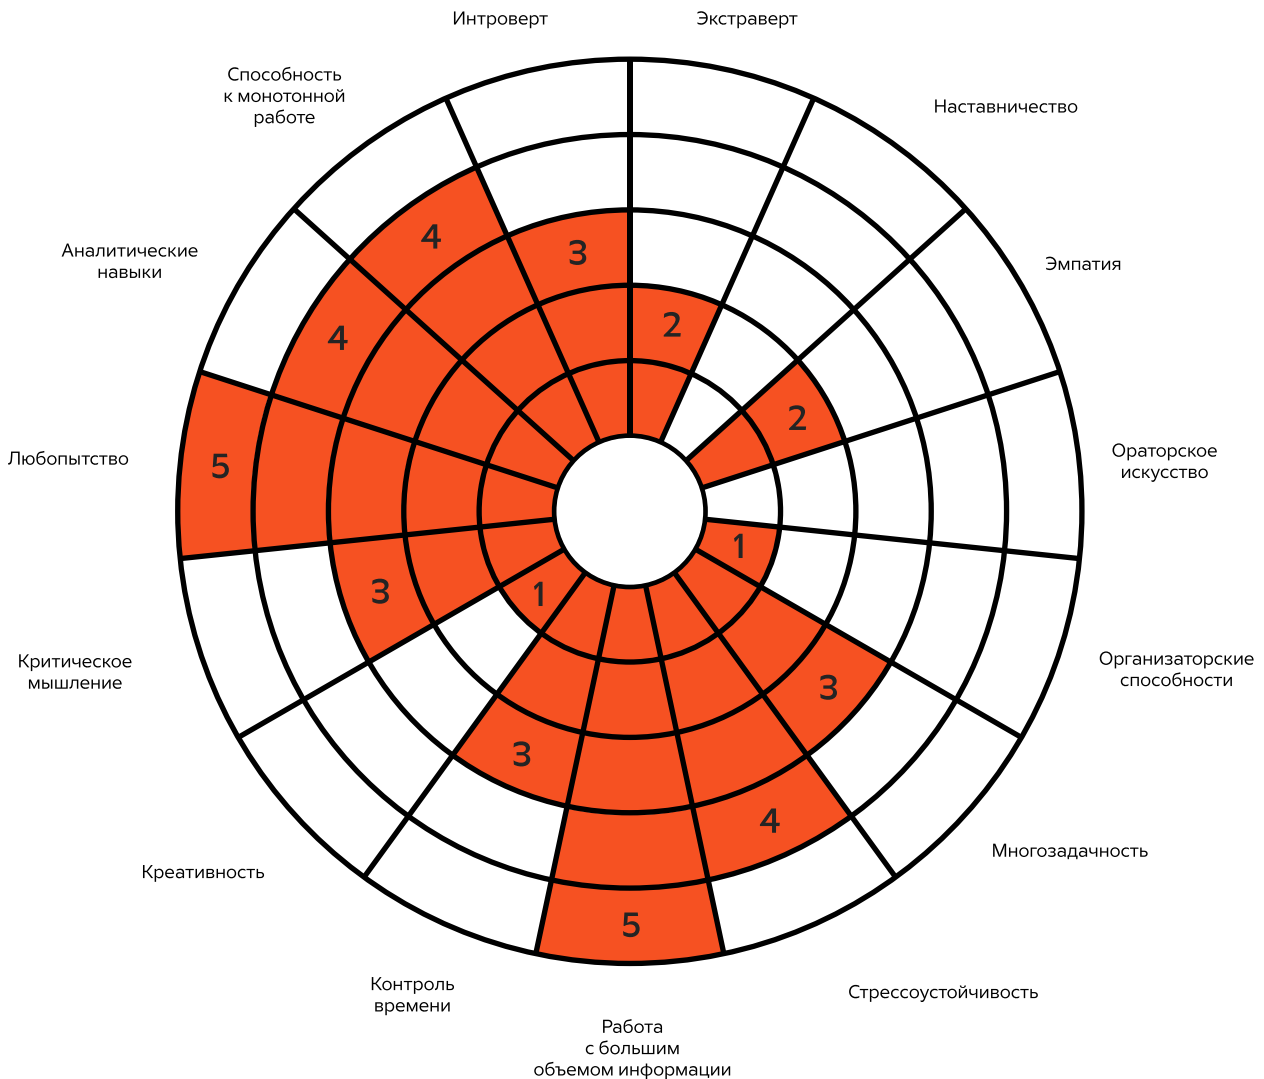 Интроверт
Экстраверт
Способность
к монотонной
работе
Наставничество
Аналитические
навыки
Эмпатия
Любопытство
Ораторское
искусство
Критическое
мышление
Организаторские
способности
Креативность
Многозадачность
Контроль
времени
Стрессоустойчивость
Работа
с большим
объемом информации
4
3
2
4
2
5
1
3
1
3
3
4
5